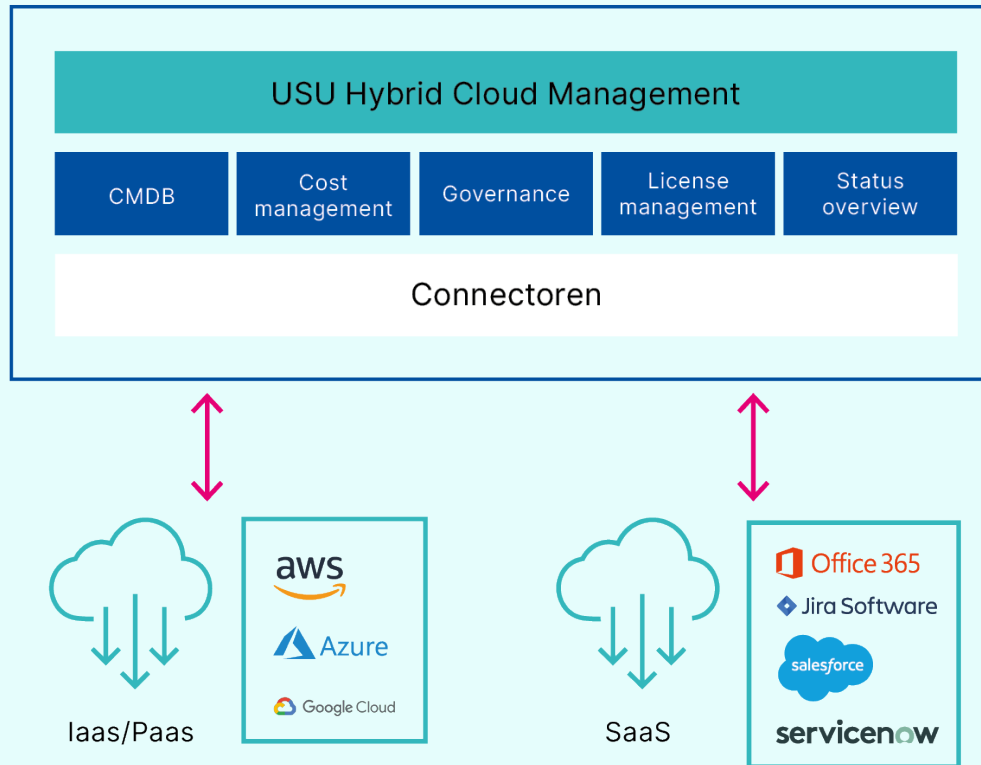 USU Hybrid Cloud Management
CMDB
Cost
management
Governance
License
management
Status
overview
Connectoren
Iaas/Paas
aws
Azure
Google Cloud
SaaS
Office 365
Jira Software
salesforce
servicenow